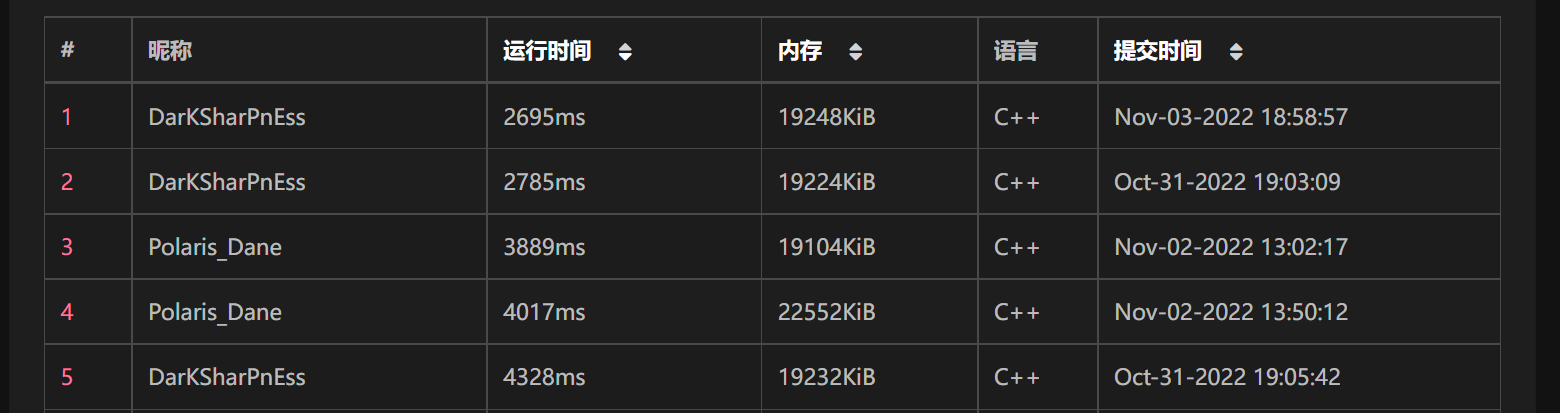 # 昵称 运行时间 内存 语言 提交时间
1 DarKSharPnEss 2695ms 19248KiB C++ Nov-03-2022 18:58:57
2 DarKSharPnEss 2785ms 19224KiB C++ Oct-31-2022 19:03:09
3 Polaris_Dane 3889ms 19104KiB C++ Nov-02-2022 13:02:17
4 Polaris_Dane 4017ms 22552KiB C++ Nov-02-2022 13:50:12
5 DarKSharPnEss 4328ms 19232KiB C++ Oct-31-2022 19:05:42